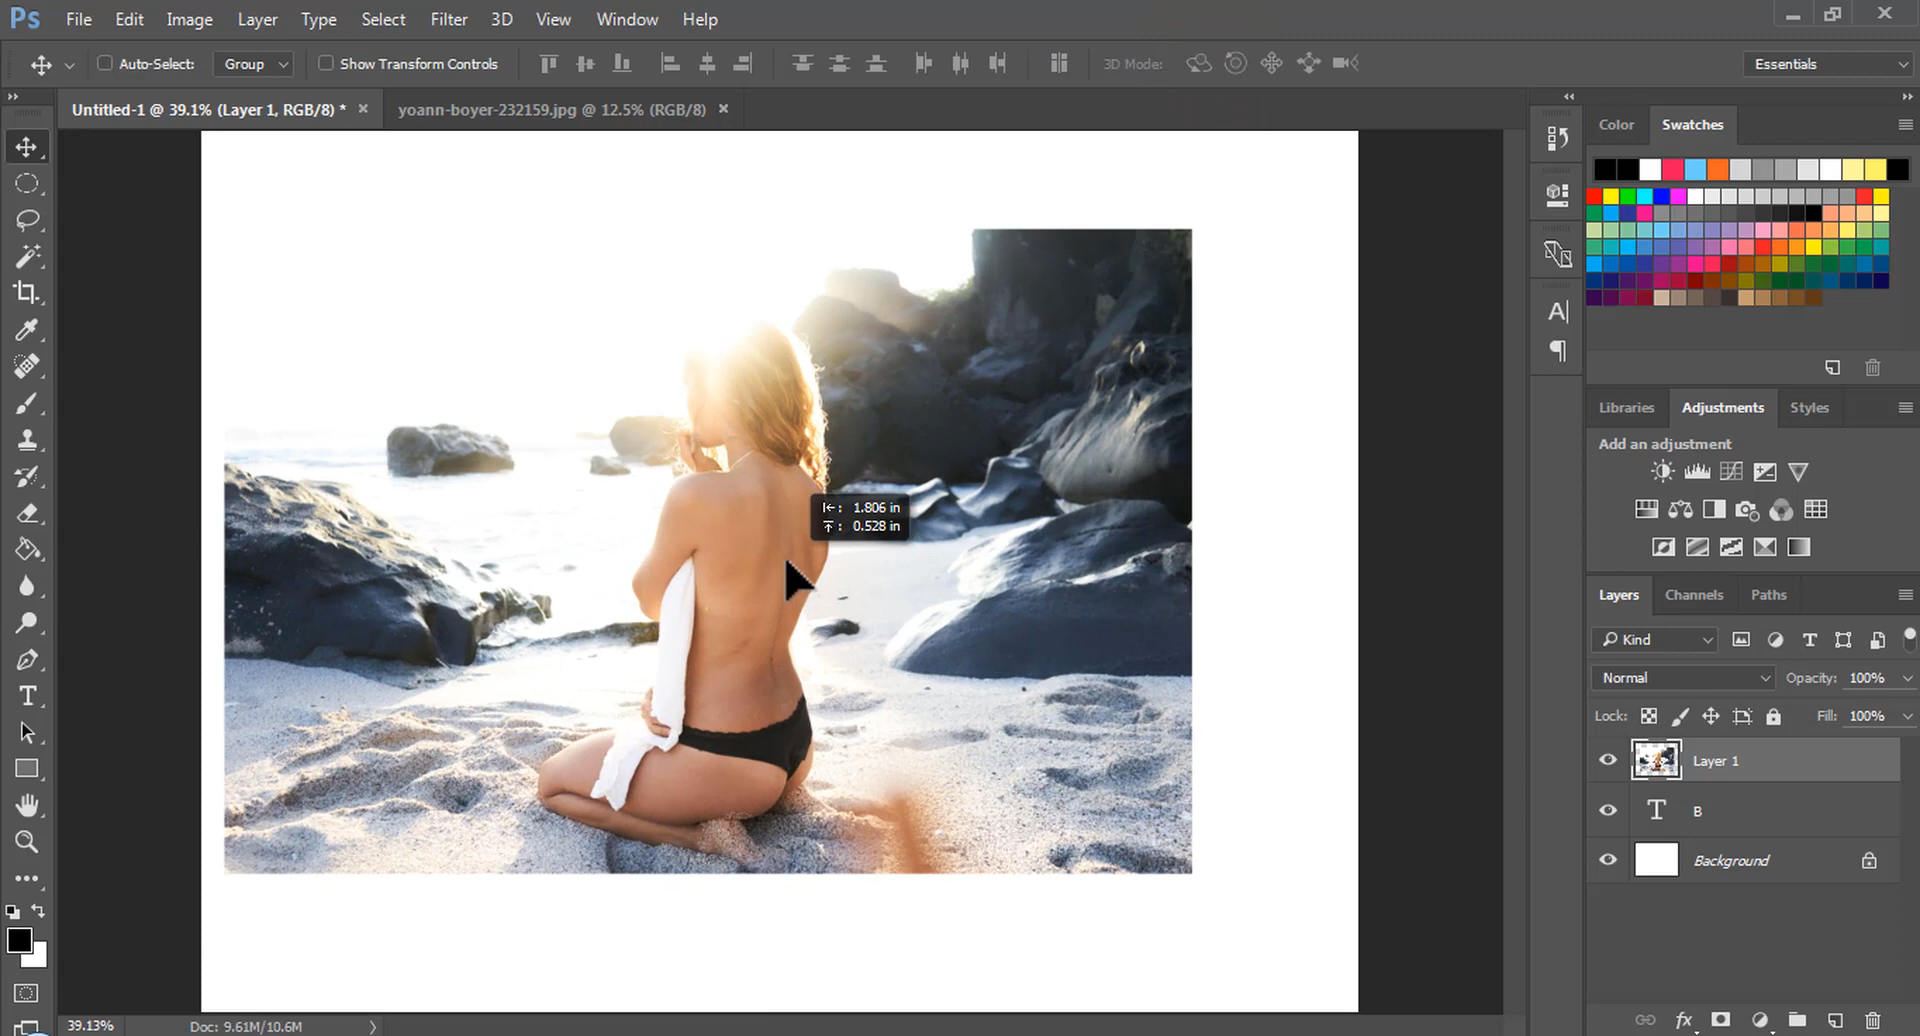 Ps File Edit Image Layer Type Select Filter 3D View Window Help
Auto-Select: Group Show Transform Controls 3D Mode: Essentials
Untitled-1 @ 39.1% (Layer 1, RGB/8) * yoann-boyer-232159.jpg @ 12.5% (RGB/8)
Color Swatches
1.806 in
0.528 in
Libraries Adjustments Styles
Add an adjustment
Layers Channels Paths
Kind
Normal Opacity: 100%
Lock: Fill: 100%
Layer 1
B
Background
39.13% Doc: 9.61M/10.6M